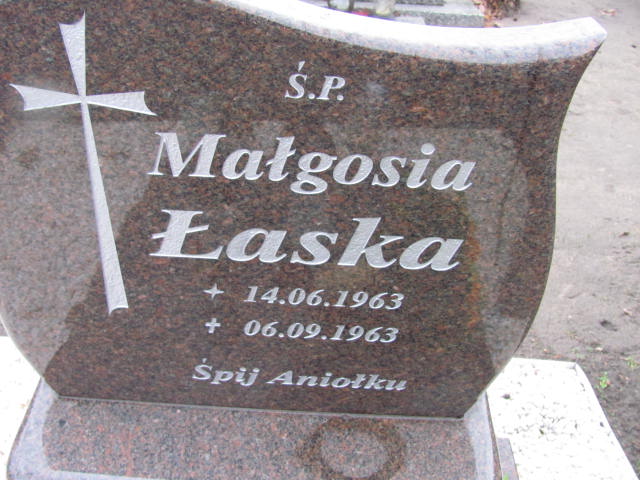 Ś.P.
Małgosia
Łaska
14.06.1963
06.09.1963
Śpij Aniołku